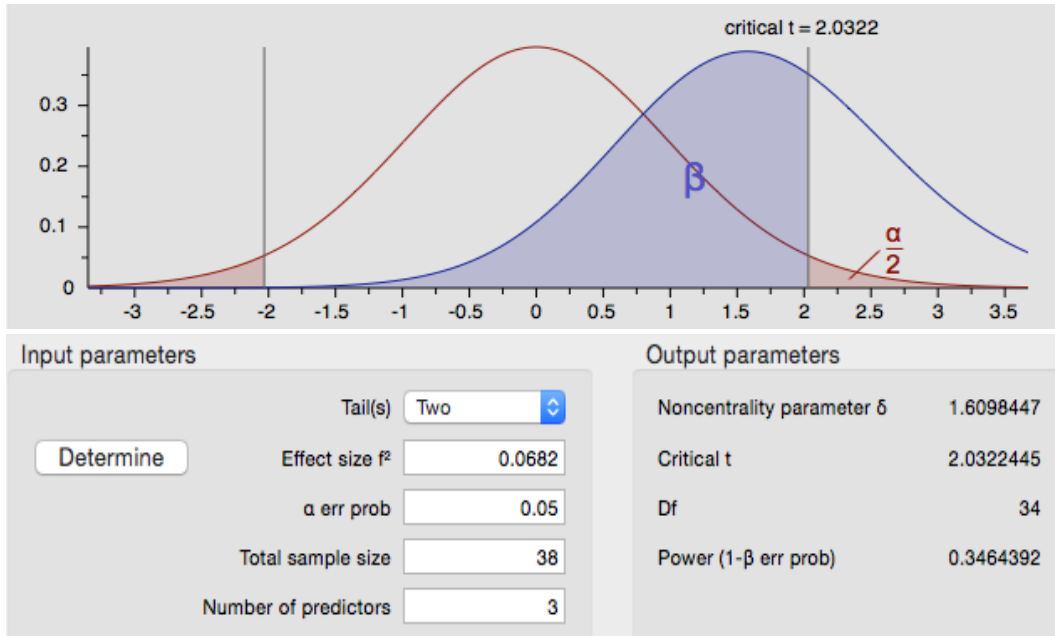 critical t = 2.0322
0.3
0.2
0.1
0
β
α
2
-3 -2.5 -2 -1.5 -1 -0.5 0 0.5 1 1.5 2 2.5 3 3.5
Input parameters
Output parameters
Tail(s) Two
Noncentrality parameter δ 1.6098447
Determine Effect size f² 0.0682
Critical t 2.0322445
α err prob 0.05
Df 34
Total sample size 38
Power (1-β err prob) 0.3464392
Number of predictors 3